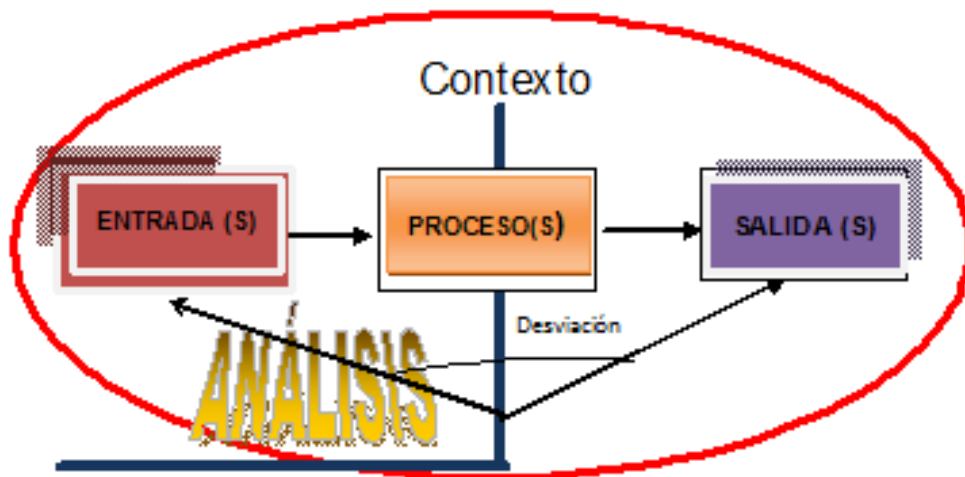 Contexto
ENTRADA (S)
PROCESO(S)
SALIDA (S)
Desviación
ANÁLISIS